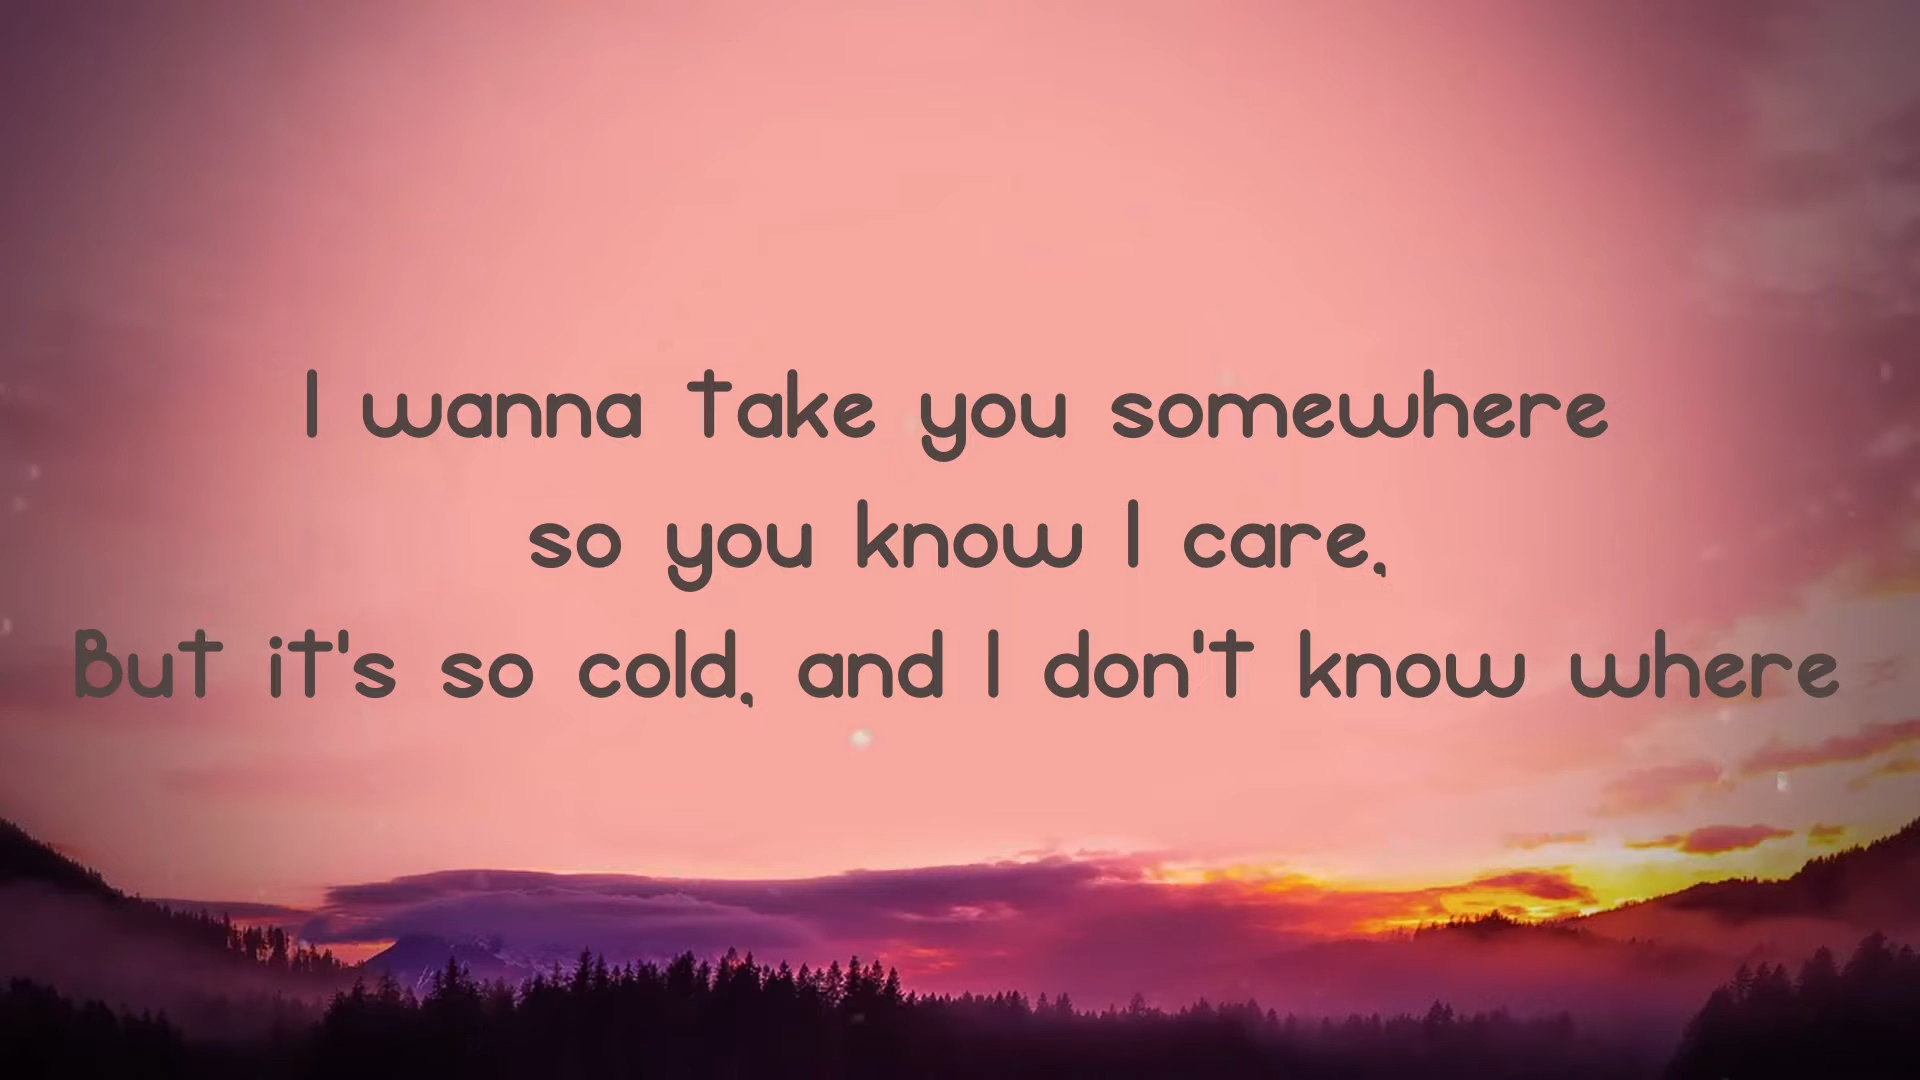 I wanna take you somewhere
so you know I care,
But it's so cold, and I don't know where